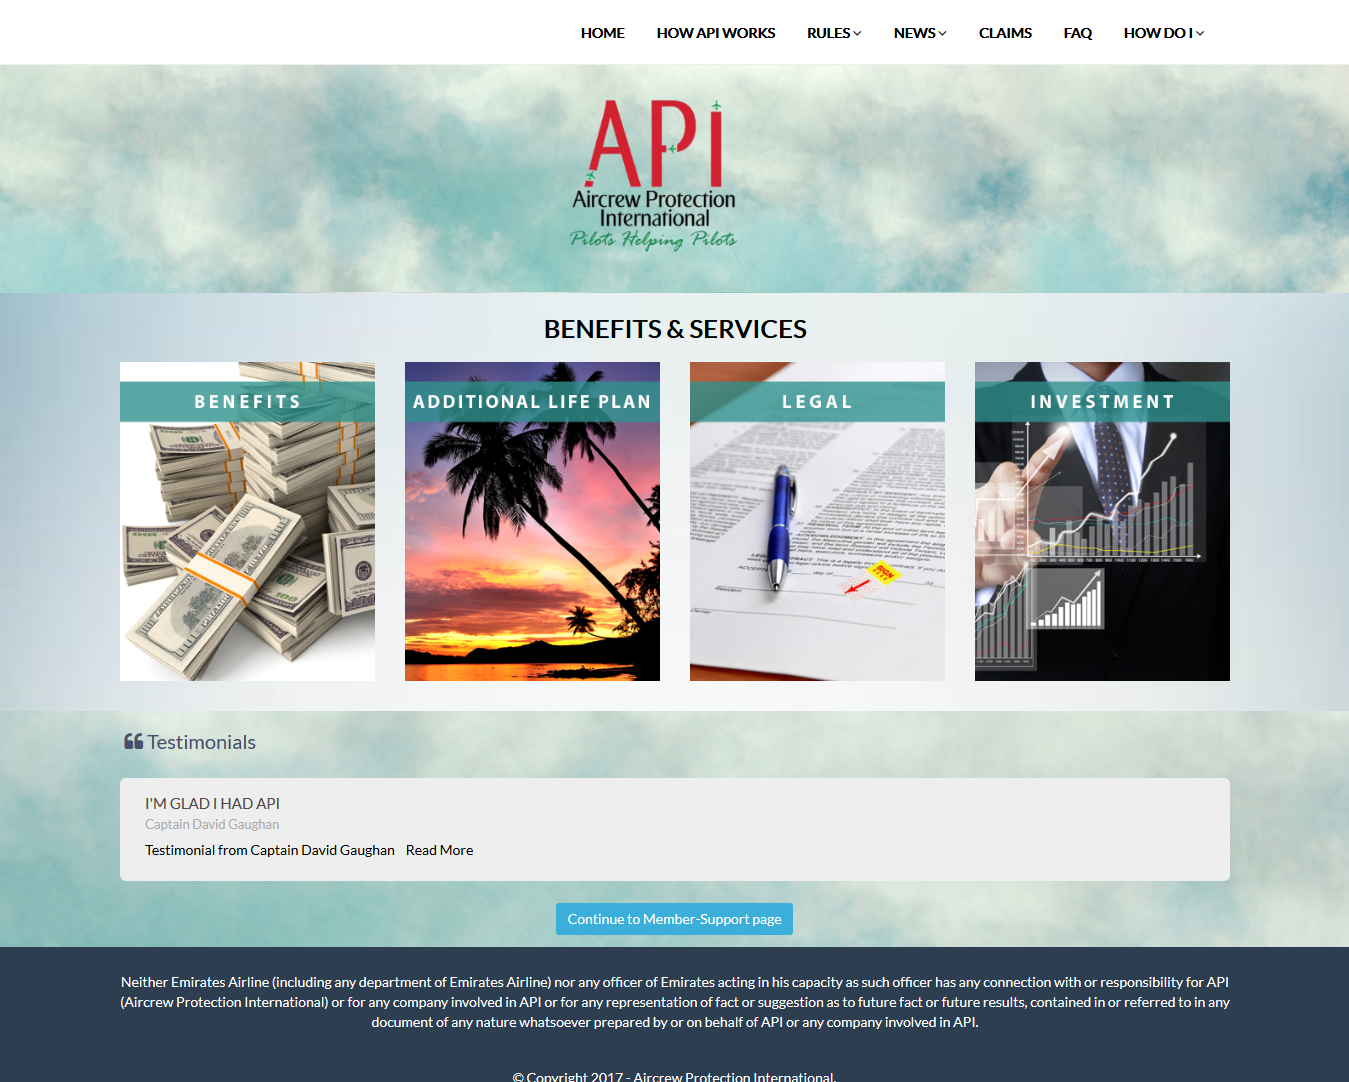 HOME HOW API WORKS RULES NEWS CLAIMS FAQ HOW DO I
APi
Aircrew Protection
International
Pilots Helping Pilots
BENEFITS & SERVICES
BENEFITS
ADDITIONAL LIFE PLAN
LEGAL
INVESTMENT
SIGN
Testimonials
I'M GLAD I HAD API
Captain David Gaughan
Testimonial from Captain David Gaughan Read More
Continue to Member-Support page
Neither Emirates Airline (including any department of Emirates Airline) nor any officer of Emirates acting in his capacity as such officer has any connection with or responsibility for API
(Aircrew Protection International) or for any company involved in API or for any representation of fact or suggestion as to future fact or future results, contained in or referred to in any
document of any nature whatsoever prepared by or on behalf of API or any company involved in API.
© Copyright 2017 - Aircrew Protection International.